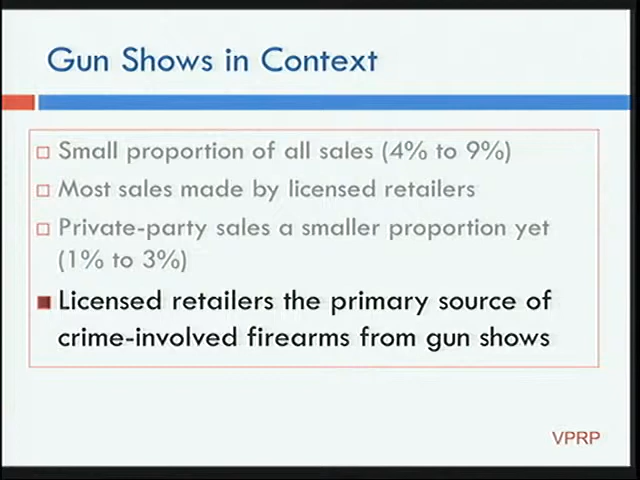 Gun Shows in Context
Small proportion of all sales (4% to 9%)
Most sales made by licensed retailers
Private-party sales a smaller proportion yet
(1% to 3%)
Licensed retailers the primary source of
crime-involved firearms from gun shows
VPRP